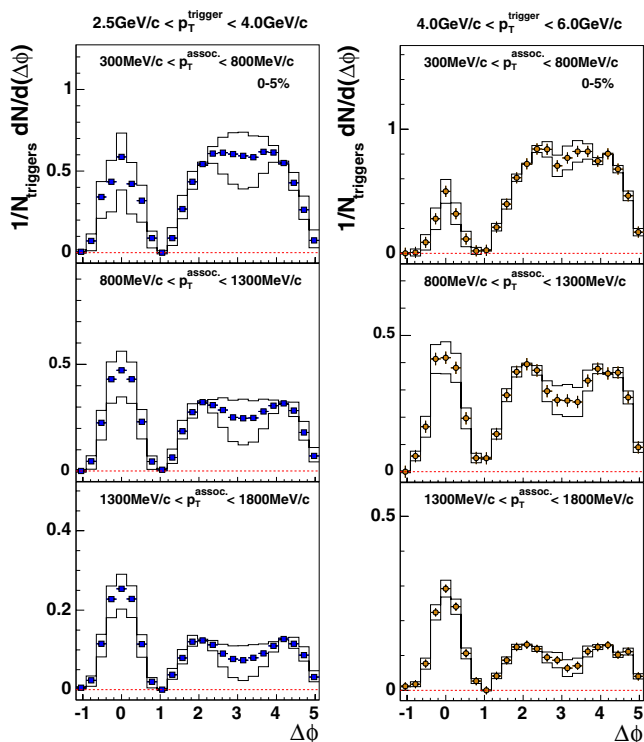 2.5GeV/c < p_T^trigger < 4.0GeV/c
4.0GeV/c < p_T^trigger < 6.0GeV/c
1/N_triggers dN/d(Δϕ)
300MeV/c < p_T^assoc. < 800MeV/c
0-5%
1
0.5
0
800MeV/c < p_T^assoc. < 1300MeV/c
0.5
0
1300MeV/c < p_T^assoc. < 1800MeV/c
0.4
0.2
0
-1 0 1 2 3 4 5
Δϕ
1/N_triggers dN/d(Δϕ)
300MeV/c < p_T^assoc. < 800MeV/c
0-5%
1
0
800MeV/c < p_T^assoc. < 1300MeV/c
0.5
0
1300MeV/c < p_T^assoc. < 1800MeV/c
0.5
0
-1 0 1 2 3 4 5
Δϕ